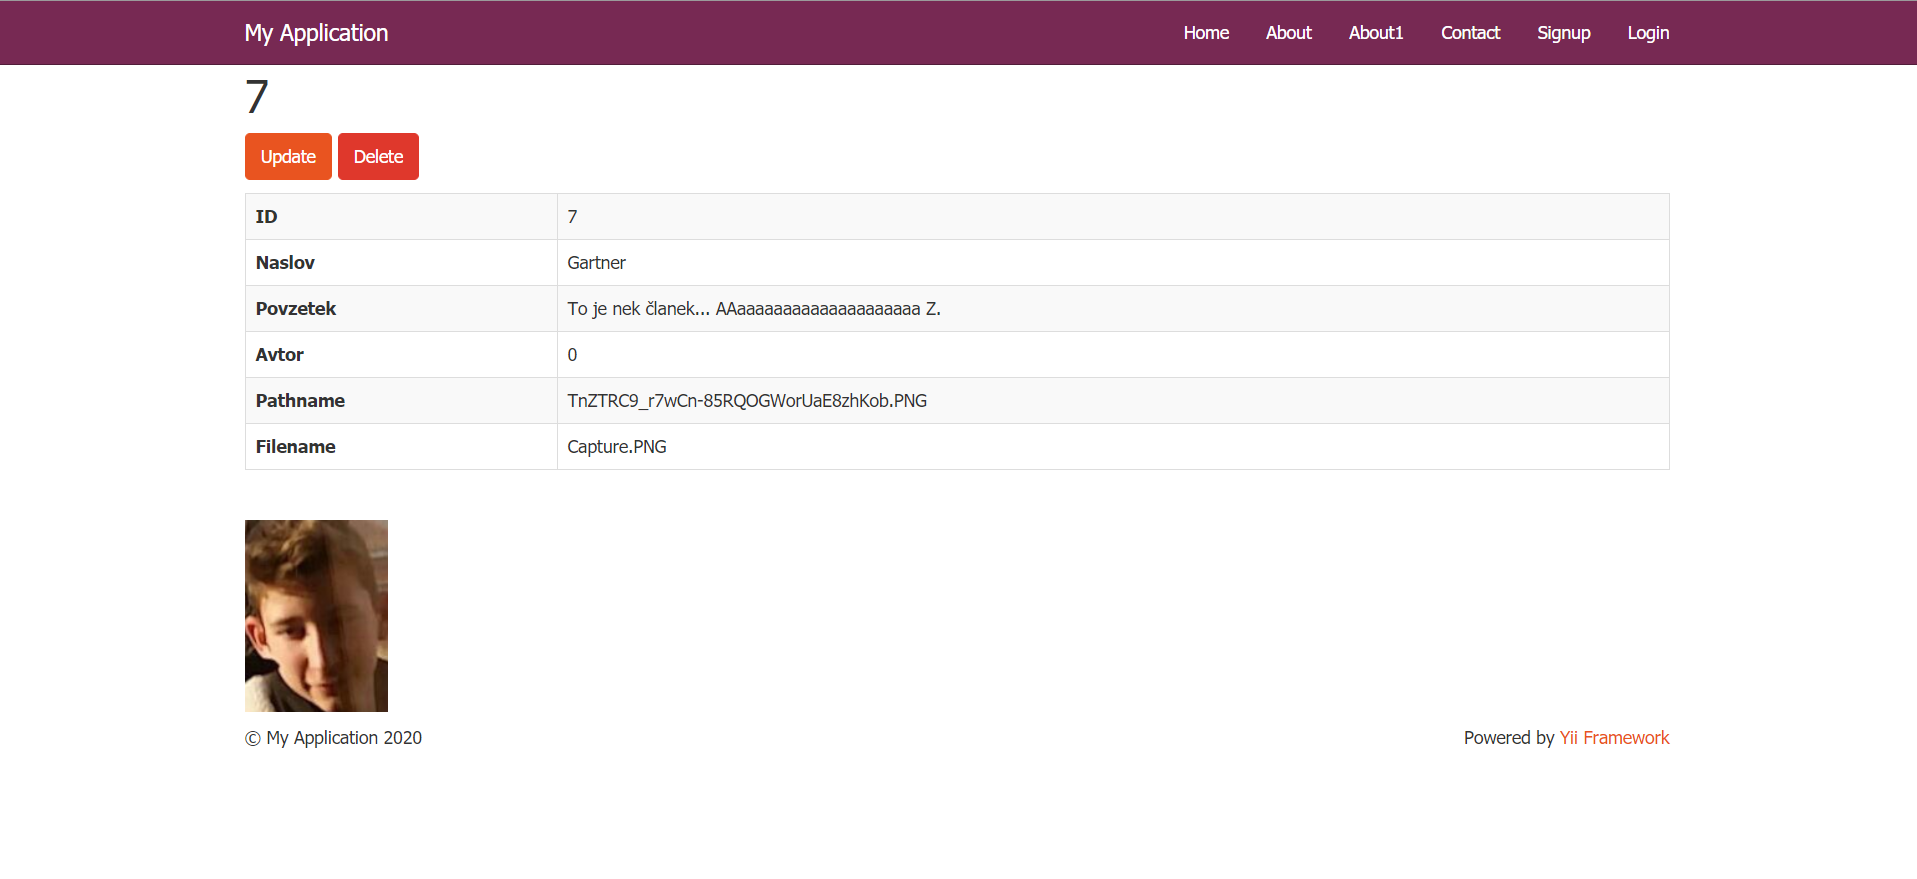 My Application Home About About1 Contact Signup Login
7
Update Delete
ID 7
Naslov Gartner
Povzetek To je nek članek... AAaaaaaaaaaaaaaaaaaaaa Z.
Avtor 0
Pathname TnZTRC9_r7wCn-85RQOGWorUaE8zhKob.PNG
Filename Capture.PNG
© My Application 2020 Powered by Yii Framework